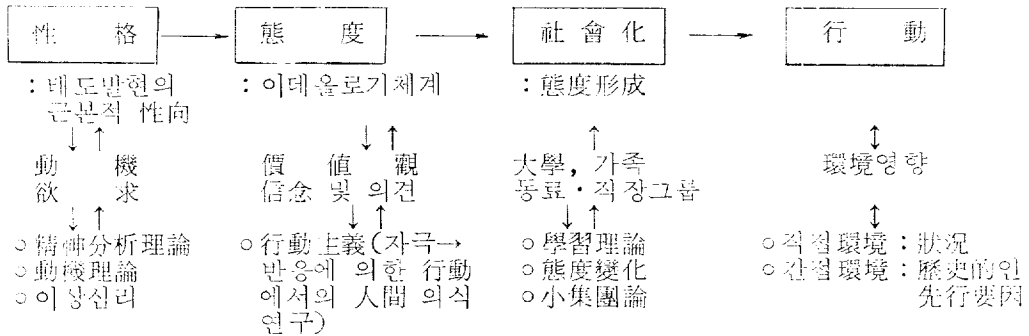 性 格 → 態 度 → 社會化 → 行 動
: 태도발현의
근본적 性向
↓↑
動 機
欲 求
↓↑
○精神分析理論
○動機理論
○이상심리
: 이데올로기체계
↓↑
價 値 觀
信念 및 의견
↓↑
○行動主義(자극→
반응에 의한 行動
에서의 人間 의식
연구)
: 態度形成
↑
大學, 가족
동료·직장그룹
↓↑
○學習理論
○態度變化
○小集團論
↕
環境영향
↕
○직접環境 : 狀況
○간접環境 : 歷史的인
先行要因